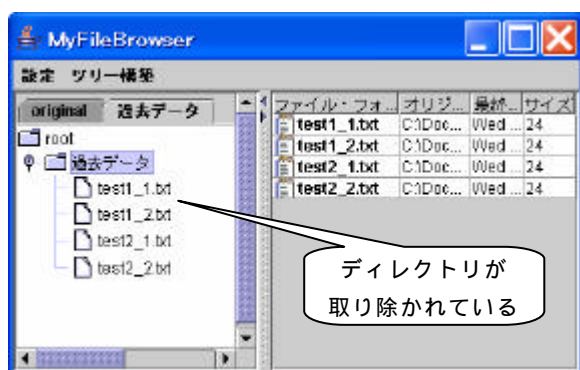 MyFileBrowser
設定 ツリー構築
original 過去データ
root
過去データ
test1_1.txt
test1_2.txt
test2_1.txt
test2_2.txt
ファイル・フォ... オリジ... 最終... サイズ
test1_1.txt C:\Doc... Wed ... 24
test1_2.txt C:\Doc... Wed ... 24
test2_1.txt C:\Doc... Wed ... 24
test2_2.txt C:\Doc... Wed ... 24
ディレクトリが
取り除かれている